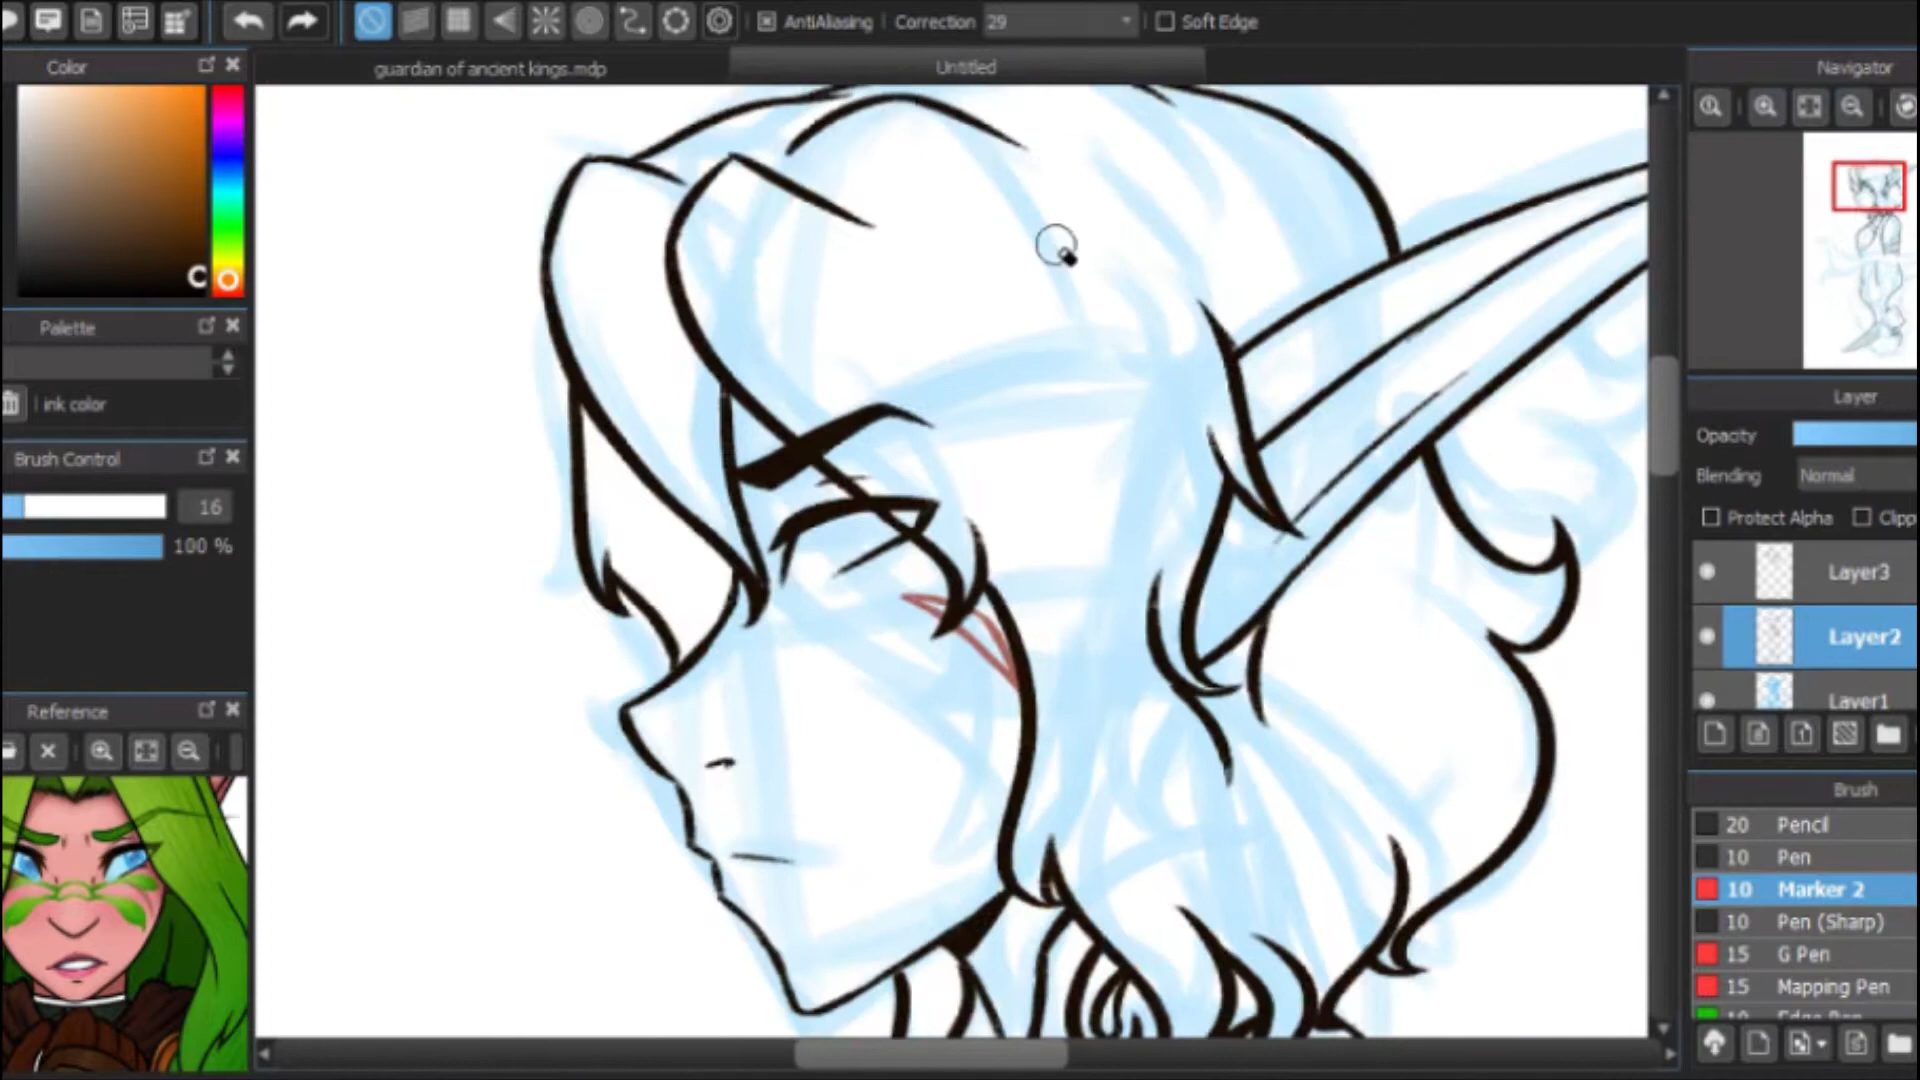 AntiAliasing Correction 29 Soft Edge
Color
guardian of ancient kings.mdp
Untitled
Navigator
Palette
ink color
Brush Control
16
100 %
Reference
Layer
Opacity
Blending Normal
Protect Alpha Clipp
Layer3
Layer2
Layer1
Brush
20 Pencil
10 Pen
10 Marker 2
10 Pen (Sharp)
15 G Pen
15 Mapping Pen